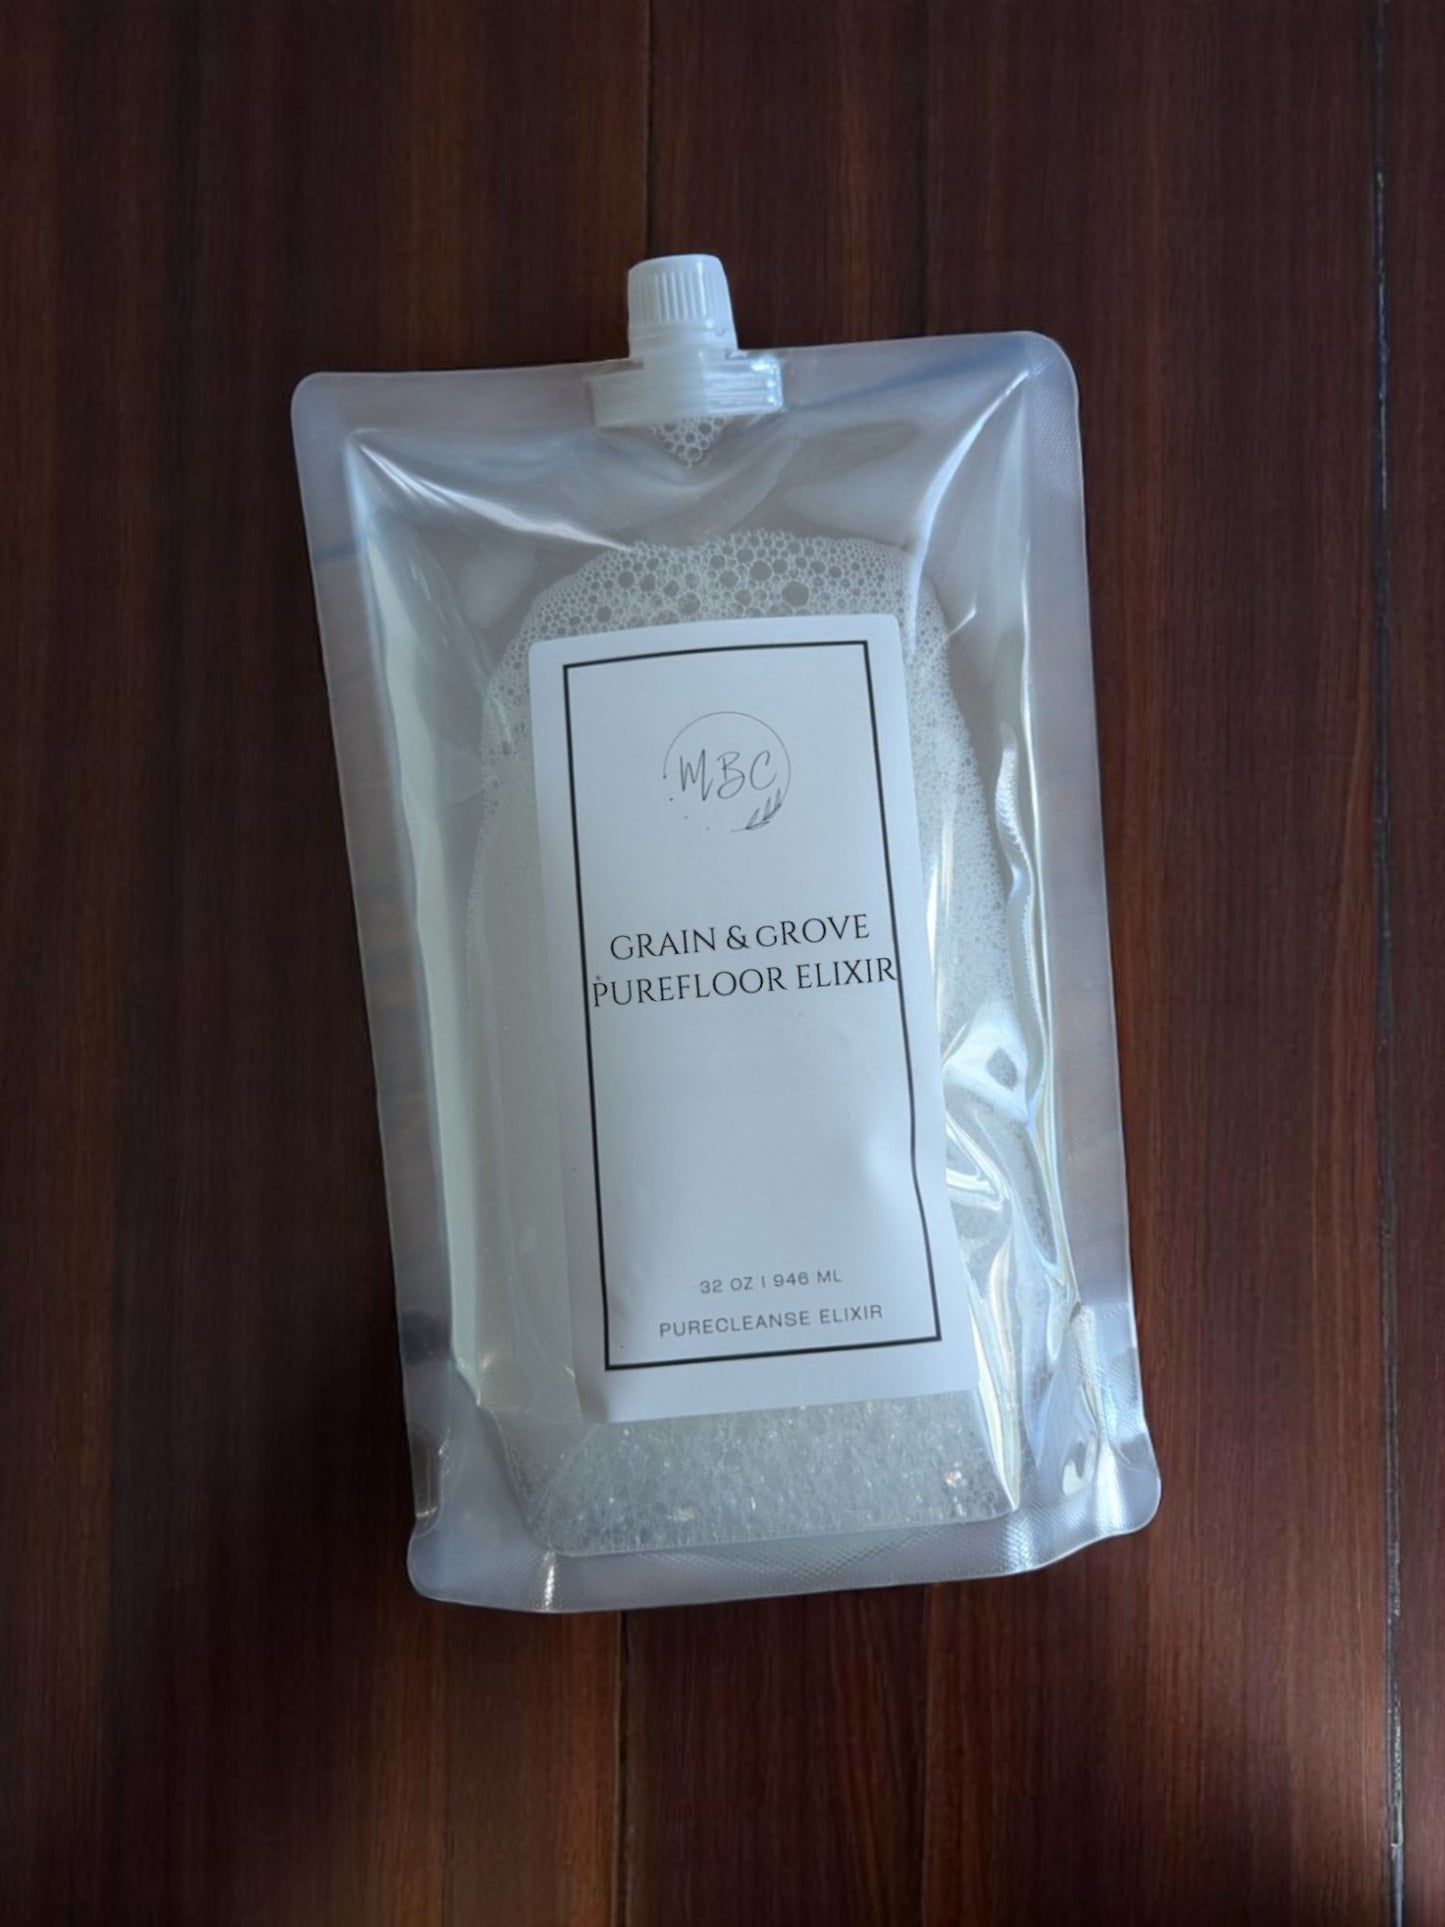 MBC
GRAIN & GROVE
PUREFLOOR ELIXIR
32 OZ | 946 ML
PURECLEANSE ELIXIR